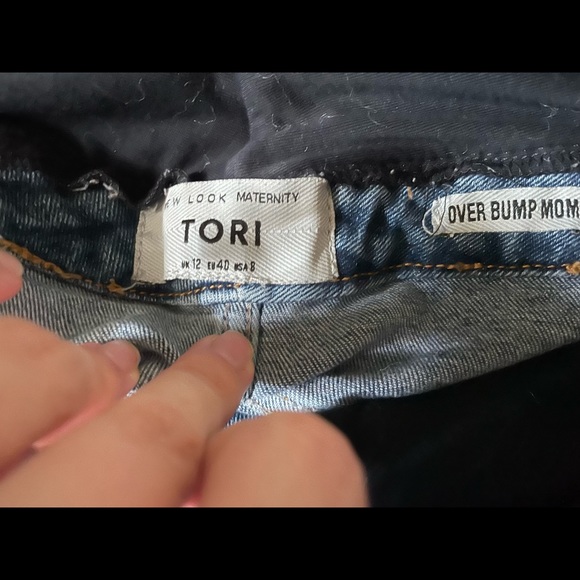 EW LOOK MATERNITY
TORI
UK 12 EU 40 USA 8
OVER BUMP MOM